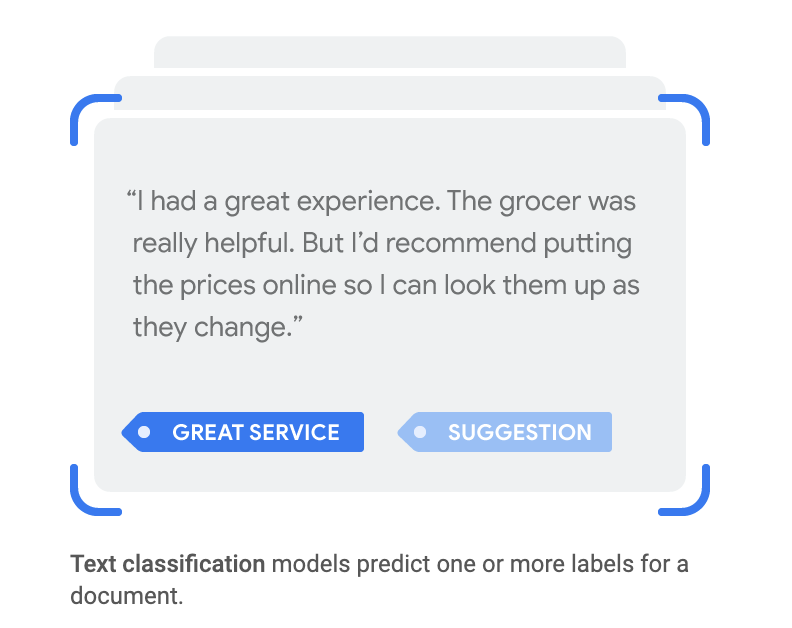 “I had a great experience. The grocer was
really helpful. But I’d recommend putting
the prices online so I can look them up as
they change.”
GREAT SERVICE
SUGGESTION
Text classification models predict one or more labels for a
document.